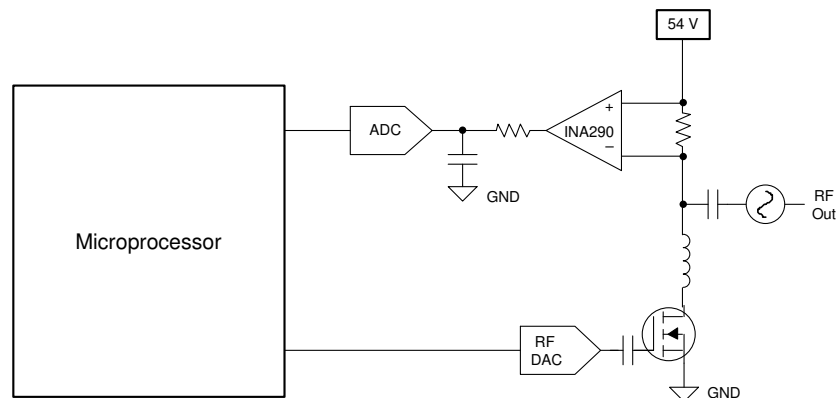 54 V
ADC
+
INA290
–
GND
RF
Out
Microprocessor
RF
DAC
GND